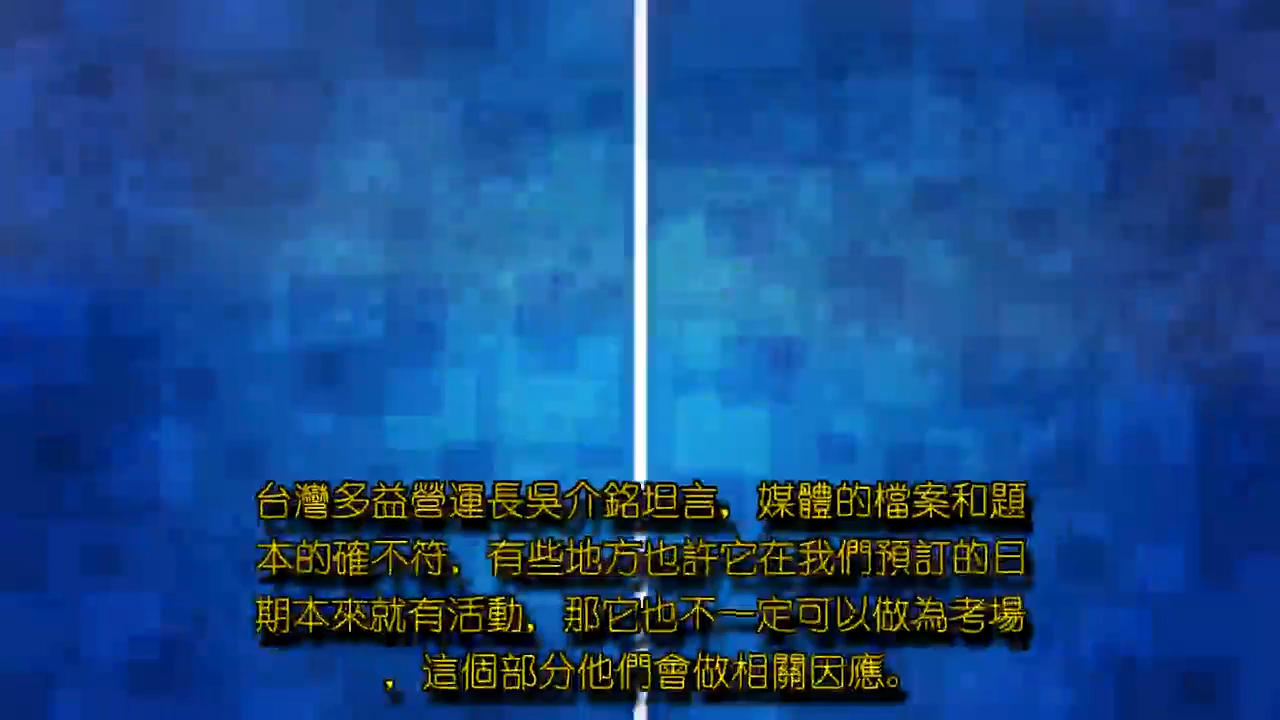 台灣多益營運長吳介銘坦言，媒體的檔案和題
本的確不符，有些地方也許它在我們預訂的日
期本來就有活動，那它也不一定可以做為考場
，這個部分他們會做相關因應。